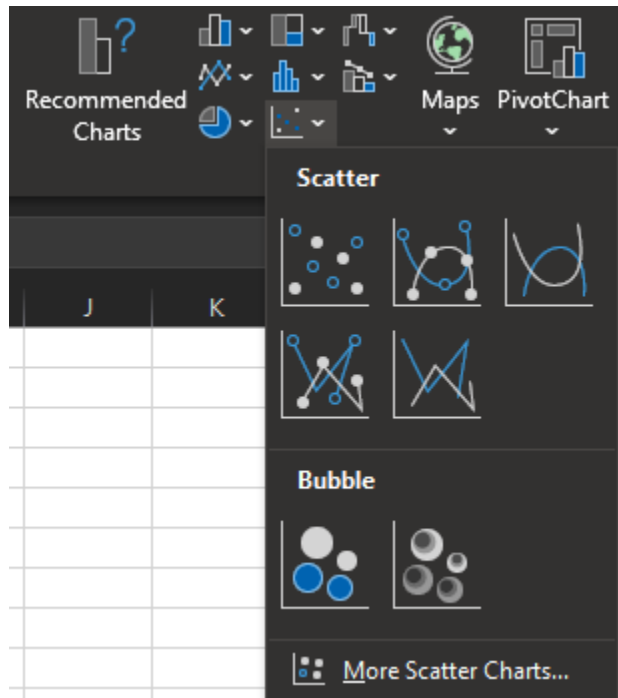 ?
Recommended
Charts
Maps
PivotChart
Scatter
J
K
Bubble
More Scatter Charts...